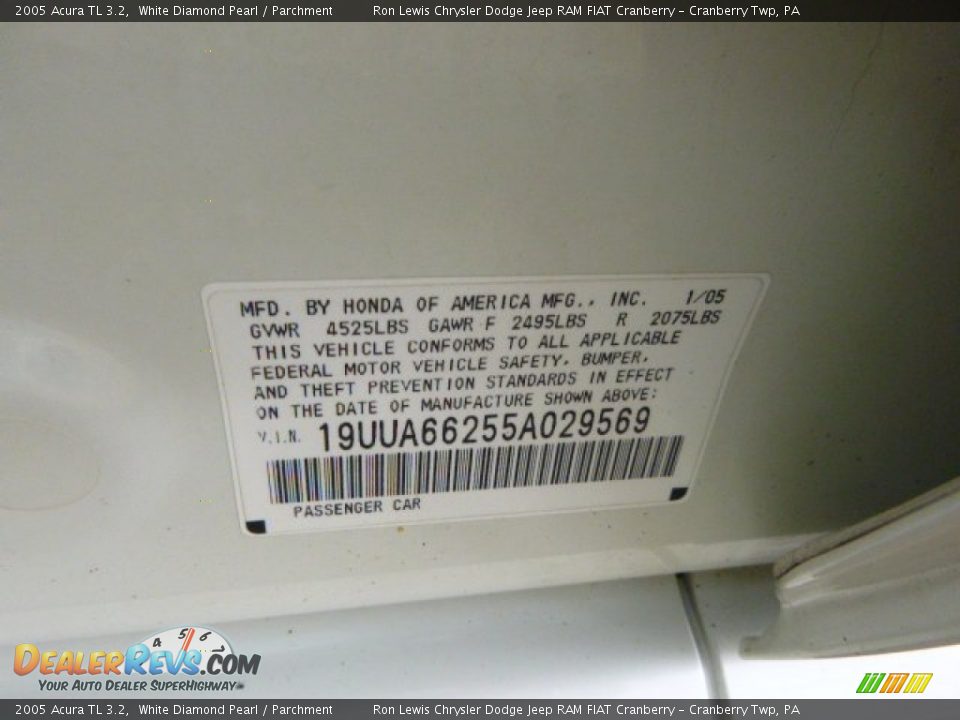 2005 Acura TL 3.2, White Diamond Pearl / Parchment Ron Lewis Chrysler Dodge Jeep RAM FIAT Cranberry - Cranberry Twp, PA
MFD. BY HONDA OF AMERICA MFG., INC. 1/05
GVWR 4525LBS GAWR F 2495LBS R 2075LBS
THIS VEHICLE CONFORMS TO ALL APPLICABLE
FEDERAL MOTOR VEHICLE SAFETY, BUMPER,
AND THEFT PREVENTION STANDARDS IN EFFECT
ON THE DATE OF MANUFACTURE SHOWN ABOVE:
V.I.N. 19UUA66255A029569
PASSENGER CAR
4 5 6 7
DEALERREVS.COM
YOUR AUTO DEALER SUPERHIGHWAY
2005 Acura TL 3.2, White Diamond Pearl / Parchment Ron Lewis Chrysler Dodge Jeep RAM FIAT Cranberry - Cranberry Twp, PA